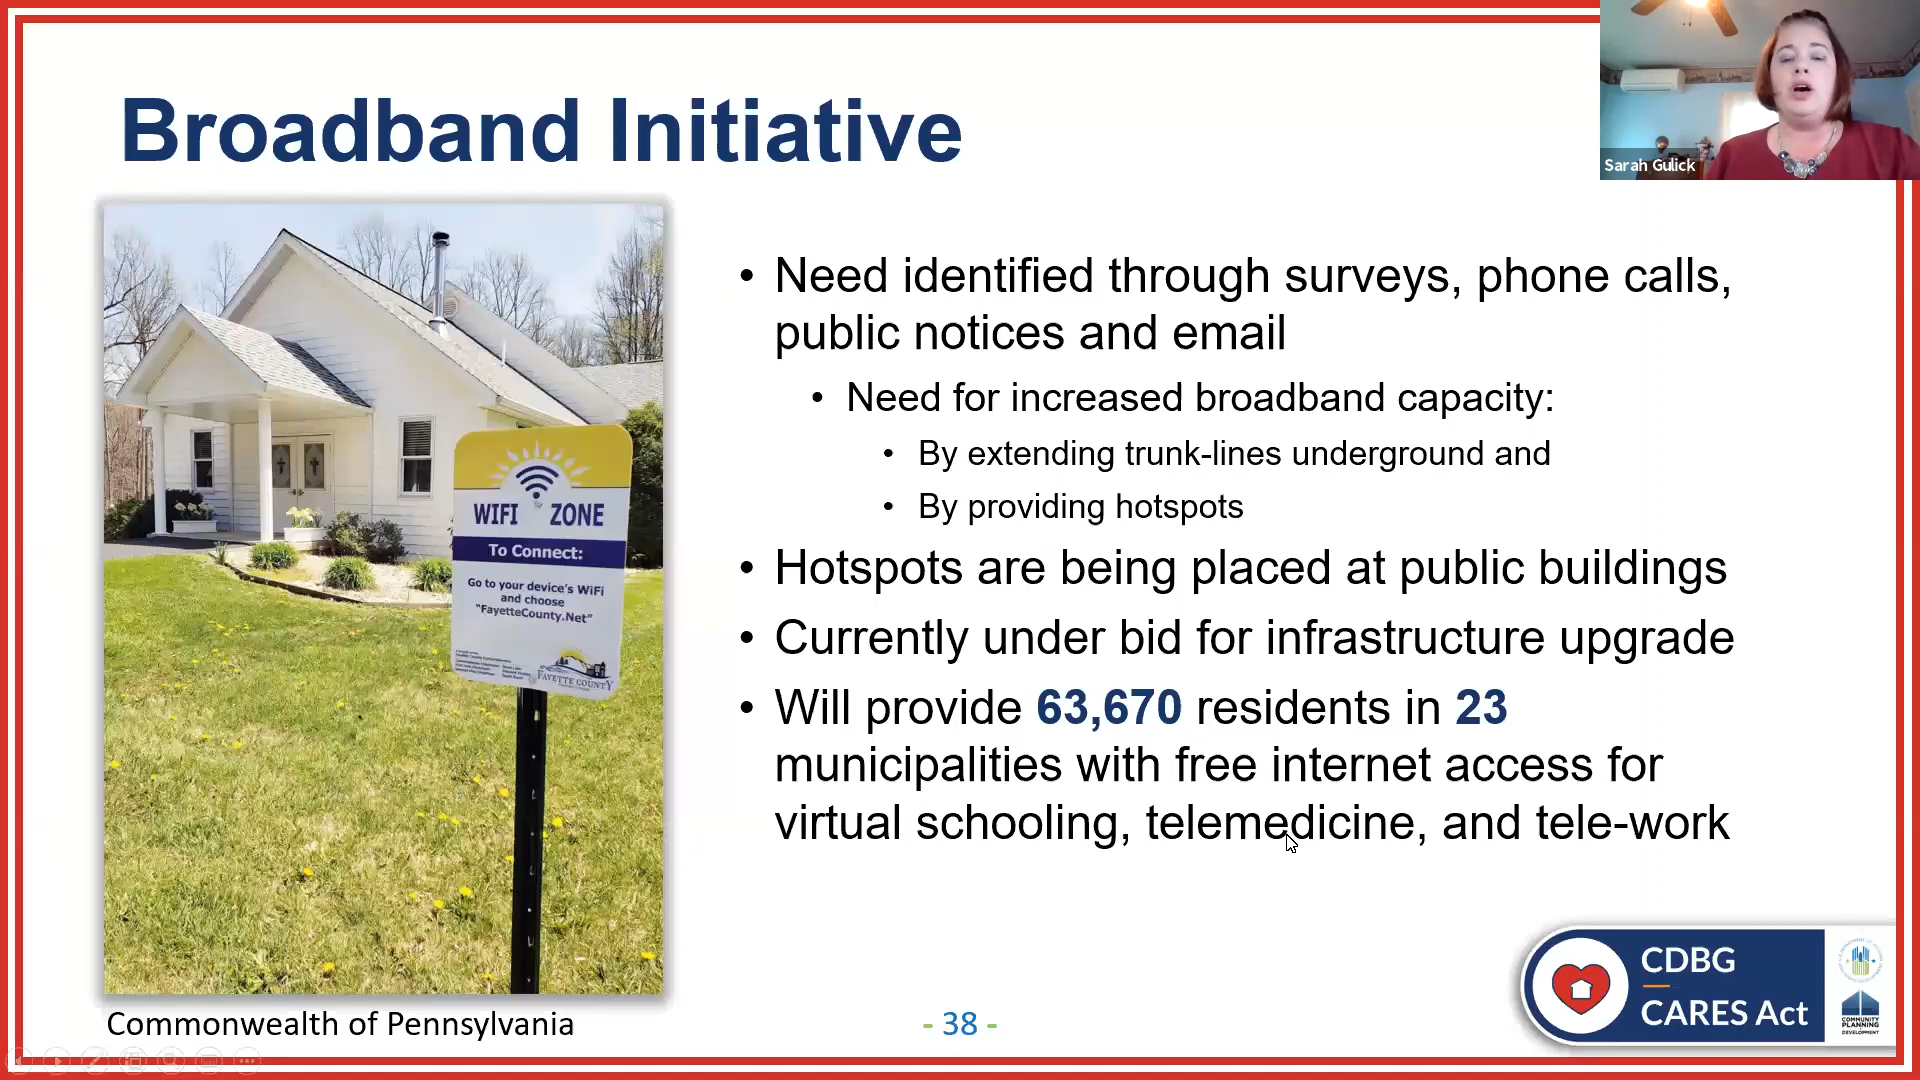 Broadband Initiative
Sarah Gulick
WIFI ZONE
To Connect:
Go to your device's WiFi
and choose
"FayetteCounty.Net"
FAYETTE COUNTY
• Need identified through surveys, phone calls,
public notices and email
• Need for increased broadband capacity:
• By extending trunk-lines underground and
• By providing hotspots
• Hotspots are being placed at public buildings
• Currently under bid for infrastructure upgrade
• Will provide 63,670 residents in 23
municipalities with free internet access for
virtual schooling, telemedicine, and tele-work
Commonwealth of Pennsylvania
- 38 -
CDBG
CARES Act
COMMUNITY
PLANNING
DEVELOPMENT